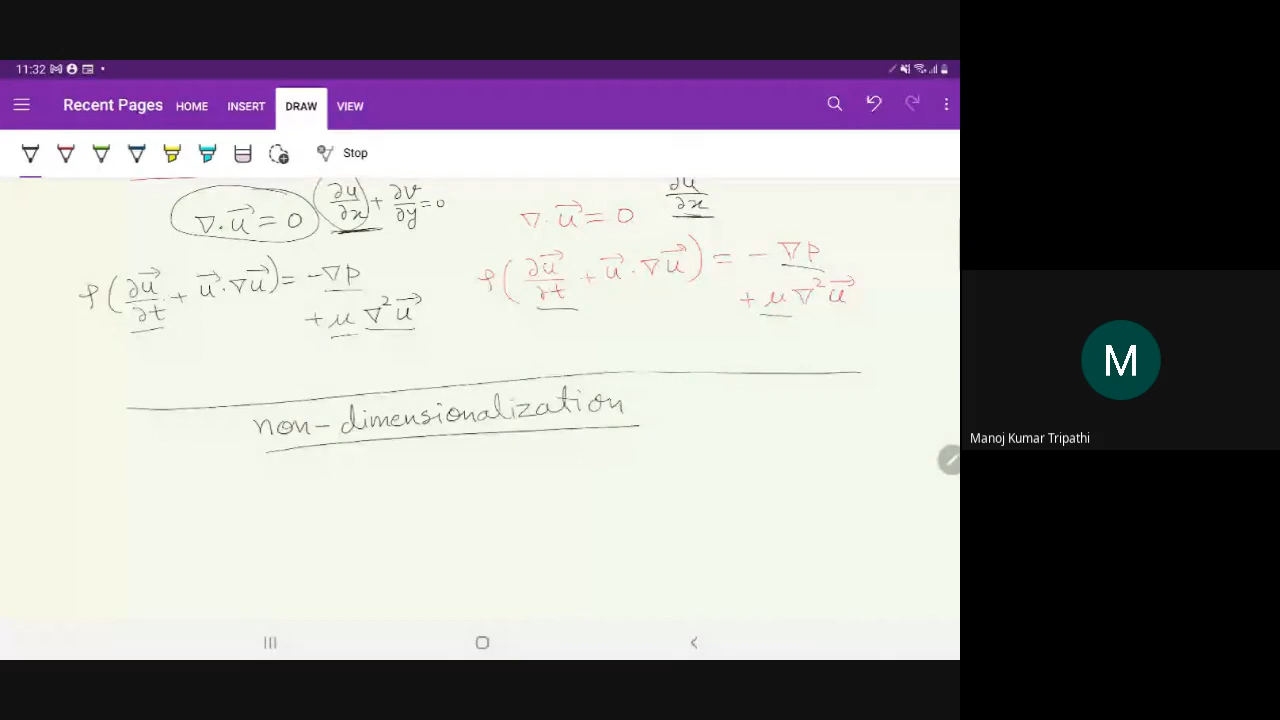 11:32
Recent Pages HOME INSERT DRAW VIEW
Stop
∇·u⃗ = 0 (∂u/∂x) + ∂v/∂y = 0
∇·u⃗ = 0 ∂u/∂x
ρ(∂u⃗/∂t + u⃗·∇u⃗) = -∇p
+ μ∇²u⃗
ρ(∂u⃗/∂t + u⃗·∇u⃗) = -∇p
+ μ∇²u⃗
non-dimensionalization
M
Manoj Kumar Tripathi